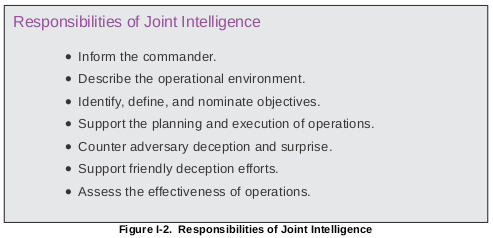 Responsibilities of Joint Intelligence
• Inform the commander.
• Describe the operational environment.
• Identify, define, and nominate objectives.
• Support the planning and execution of operations.
• Counter adversary deception and surprise.
• Support friendly deception efforts.
• Assess the effectiveness of operations.
Figure I-2. Responsibilities of Joint Intelligence